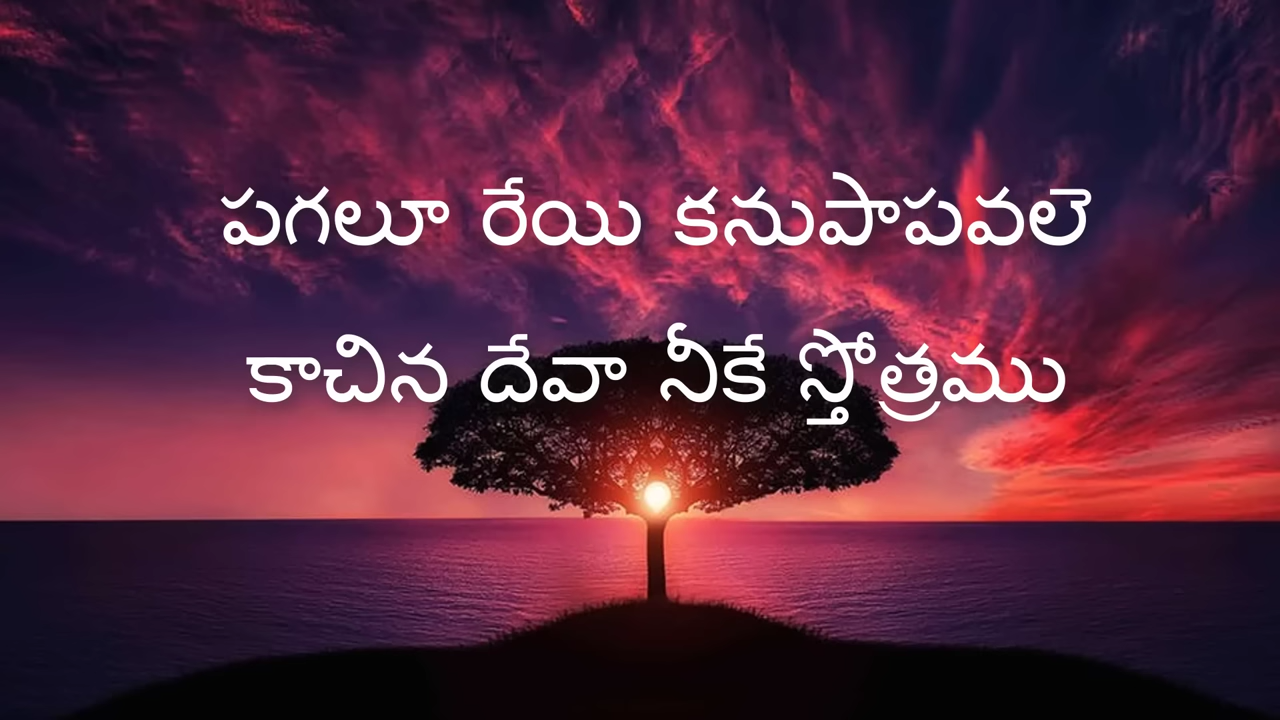 పగలూ రేయి కనుపాపవలె
కాచిన దేవా నీకే స్తోత్రము